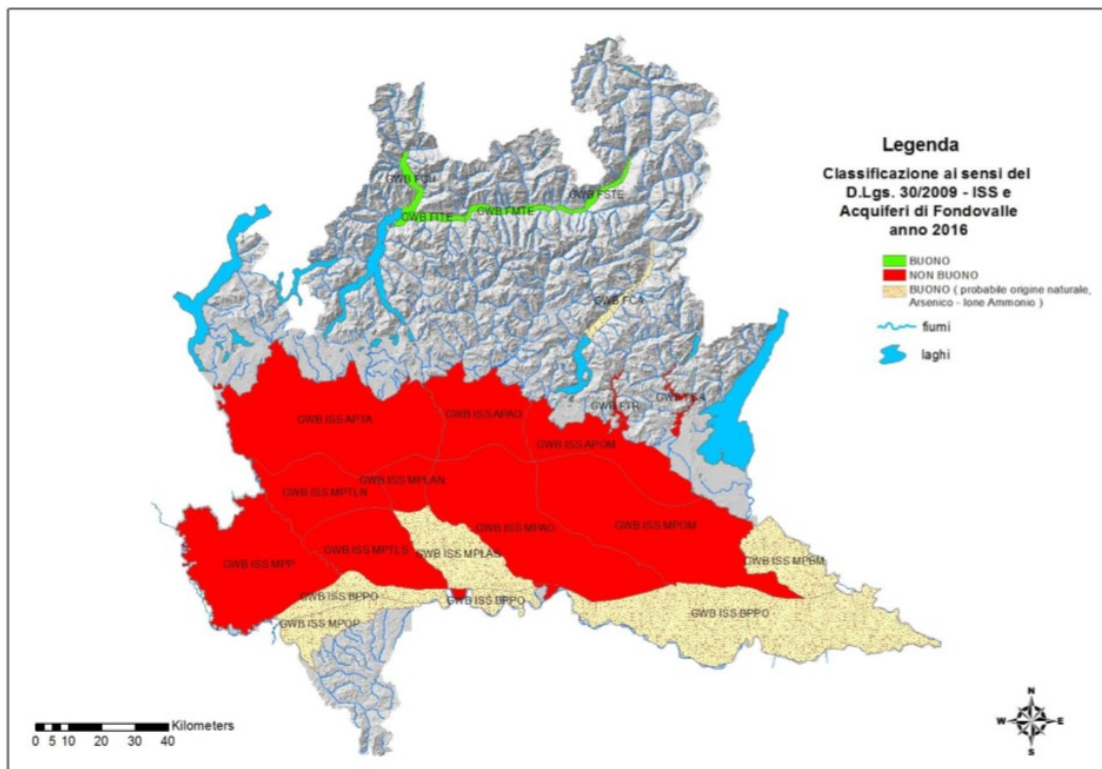 Legenda
Classificazione ai sensi del
D.Lgs. 30/2009 - ISS e
Acquiferi di Fondovalle
anno 2016
BUONO
NON BUONO
BUONO ( probabile origine naturale,
Arsenico - Ione Ammonio )
fiumi
laghi
GWB FSTE
GWB FMTE
GWB FCA
GWB FTR
GWB ISS APTA
GWB ISS APAO
GWB ISS APOM
GWB ISS MPLAN
GWB ISS MPTLN
GWB ISS MPAO
GWB ISS MPOM
GWB ISS MPP
GWB ISS MPTLS
GWB ISS MPLAS
GWB ISS MPBM
GWB ISS BPPO
GWB ISS BPPO
GWB ISS BPPO
GWB ISS MPOP
Kilometers
0 5 10 20 30 40
N
W E
S